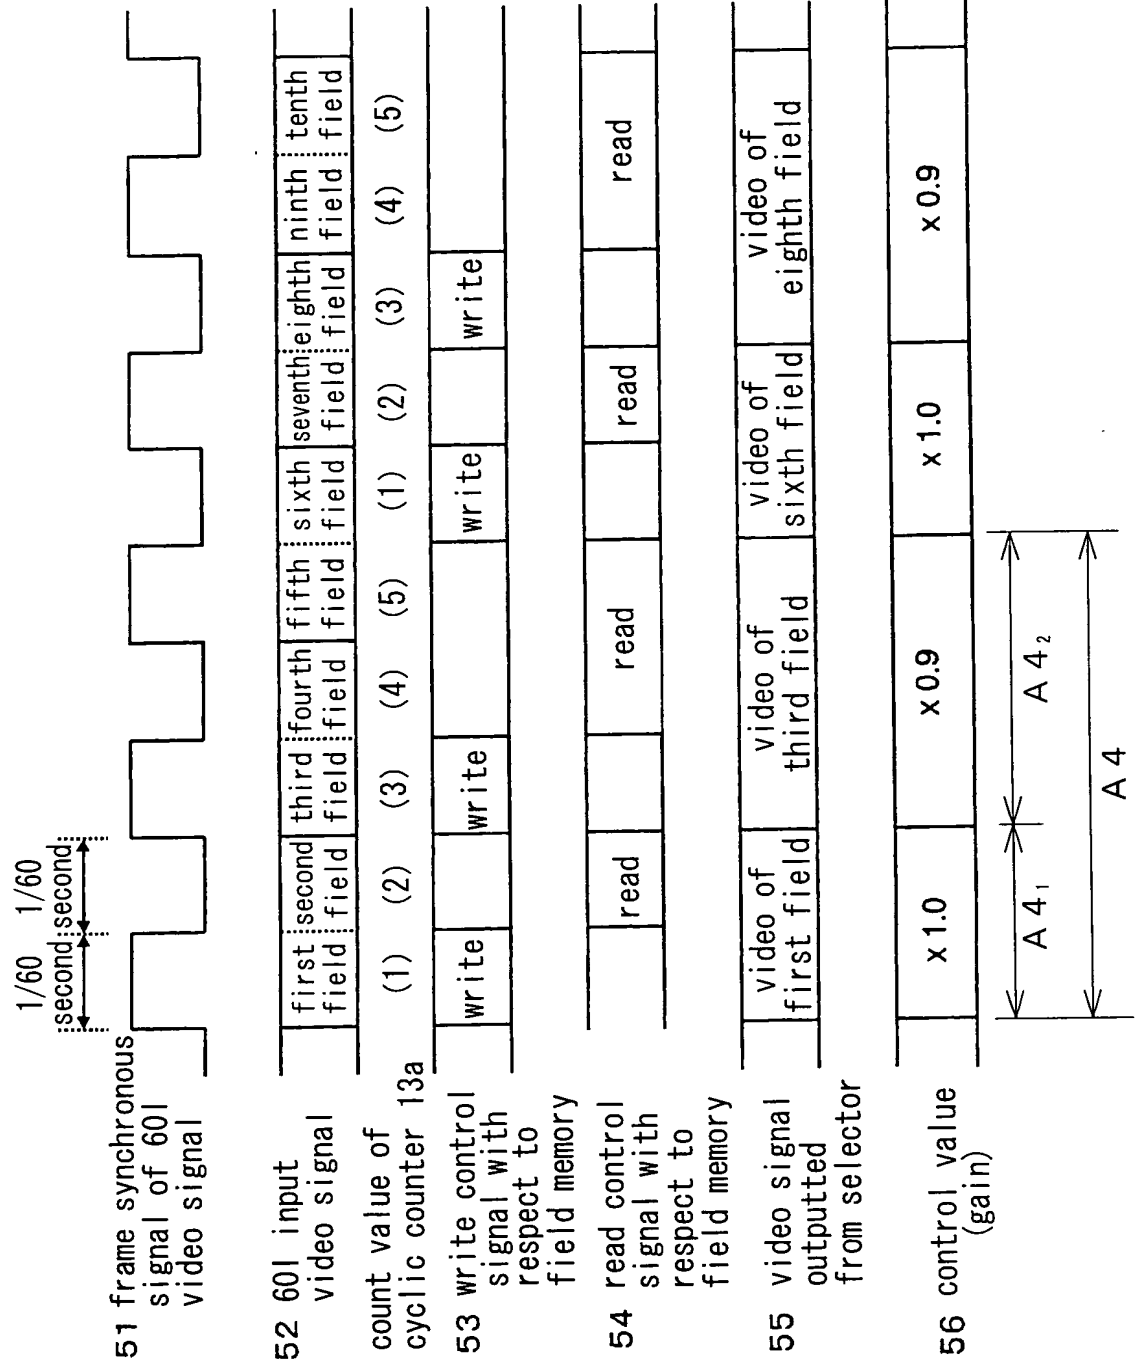 1/60 1/60
second second
51 frame synchronous
signal of 60I
video signal
52 60I input
video signal
first second third fourth fifth sixth seventh eighth ninth tenth
field field field field field field field field field field
count value of
cyclic counter 13a
(1) (2) (3) (4) (5) (1) (2) (3) (4) (5)
53 write control
signal with
respect to
field memory
write write write write
54 read control
signal with
respect to
field memory
read read read read
55 video signal
outputted
from selector
video of
first field
video of
third field
video of
sixth field
video of
eighth field
56 control value
(gain)
x 1.0 x 0.9 x 1.0 x 0.9
A 4₁ A 4₂
A 4